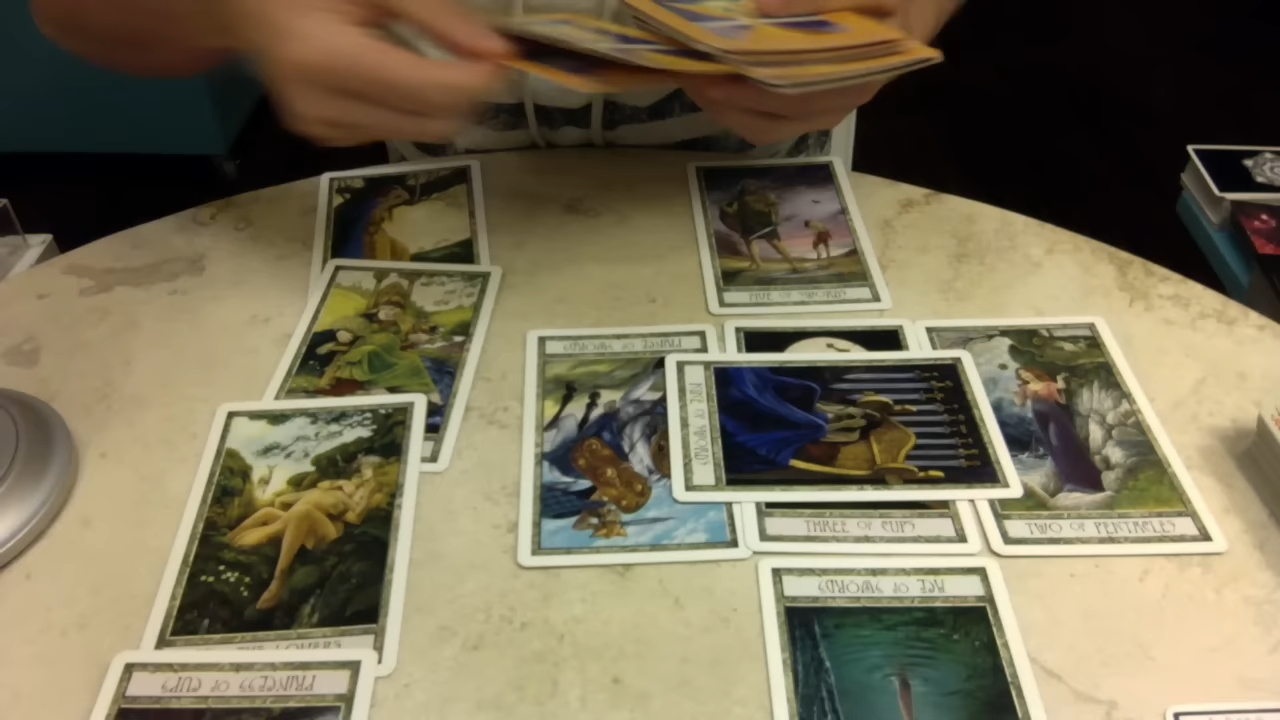 FIVE OF SWORDS
PRINCE OF SWORDS
NINE OF SWORDS
THREE OF CUPS
TWO OF PENTACLES
ACE OF SWORDS
THE LOVERS
PRINCESS OF CUPS